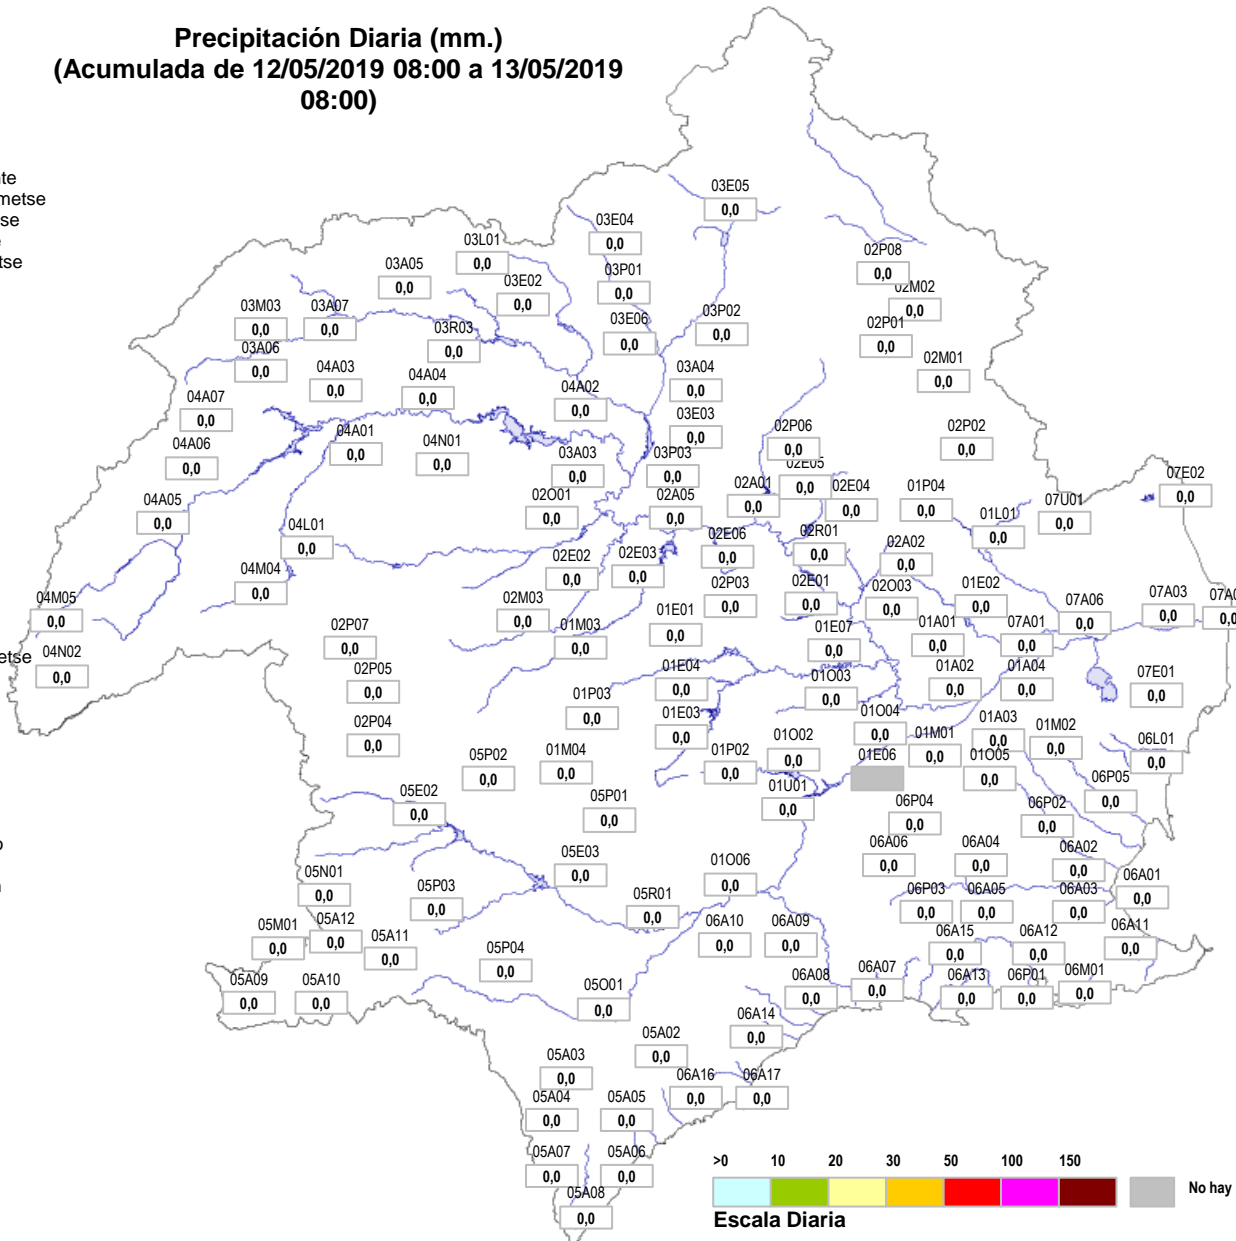 Precipitación Diaria (mm.)
(Acumulada de 12/05/2019 08:00 a 13/05/2019
08:00)
03E05
0,0
03E04
0,0
03L01
0,0
02P08
0,0
03A05
0,0
03P01
0,0
03E02
0,0
02M02
0,0
03M03
0,0
03A07
0,0
03R03
0,0
03E06
0,0
03P02
0,0
02P01
0,0
03A06
0,0
04A03
0,0
04A04
0,0
03A04
0,0
02M01
0,0
04A07
0,0
04A02
0,0
03E03
0,0
04A06
0,0
04A01
0,0
04N01
0,0
03A03
0,0
03P03
0,0
02P06
0,0
02P02
0,0
02E05
0,0
07E02
0,0
04A05
0,0
02O01
0,0
02A05
0,0
02A01
0,0
02E04
0,0
01P04
0,0
07U01
0,0
01L01
0,0
04L01
0,0
02E02
0,0
02E03
0,0
02E06
0,0
02R01
0,0
02A02
0,0
04M04
0,0
04M05
0,0
02M03
0,0
02P03
0,0
02E01
0,0
02O03
0,0
01E02
0,0
07A06
0,0
07A03
0,0
04N02
0,0
02P07
0,0
01M03
0,0
01E01
0,0
01E07
0,0
01A01
0,0
07A01
0,0
02P05
0,0
01E04
0,0
01O03
0,0
01A02
0,0
01A04
0,0
07E01
0,0
02P04
0,0
01P03
0,0
01E03
0,0
01O04
0,0
01A03
0,0
01M02
0,0
05P02
0,0
01M04
0,0
01P02
0,0
01O02
0,0
01E06
01M01
0,0
01O05
0,0
06L01
0,0
05E02
0,0
05P01
0,0
01U01
0,0
06P04
0,0
06P02
0,0
06P05
0,0
05E03
0,0
01O06
0,0
06A06
0,0
06A04
0,0
06A02
0,0
05N01
0,0
05P03
0,0
05R01
0,0
06P03
0,0
06A05
0,0
06A03
0,0
06A01
0,0
05M01
0,0
05A12
0,0
05A11
0,0
06A10
0,0
06A09
0,0
06A15
0,0
06A12
0,0
06A11
0,0
05P04
0,0
05A09
0,0
05A10
0,0
05O01
0,0
06A08
0,0
06A07
0,0
06A13
0,0
06P01
0,0
06M01
0,0
05A02
0,0
06A14
0,0
05A03
0,0
06A16
0,0
06A17
0,0
05A04
0,0
05A05
0,0
05A07
0,0
05A06
0,0
05A08
0,0
>0 10 20 30 50 100 150
No hay
Escala Diaria